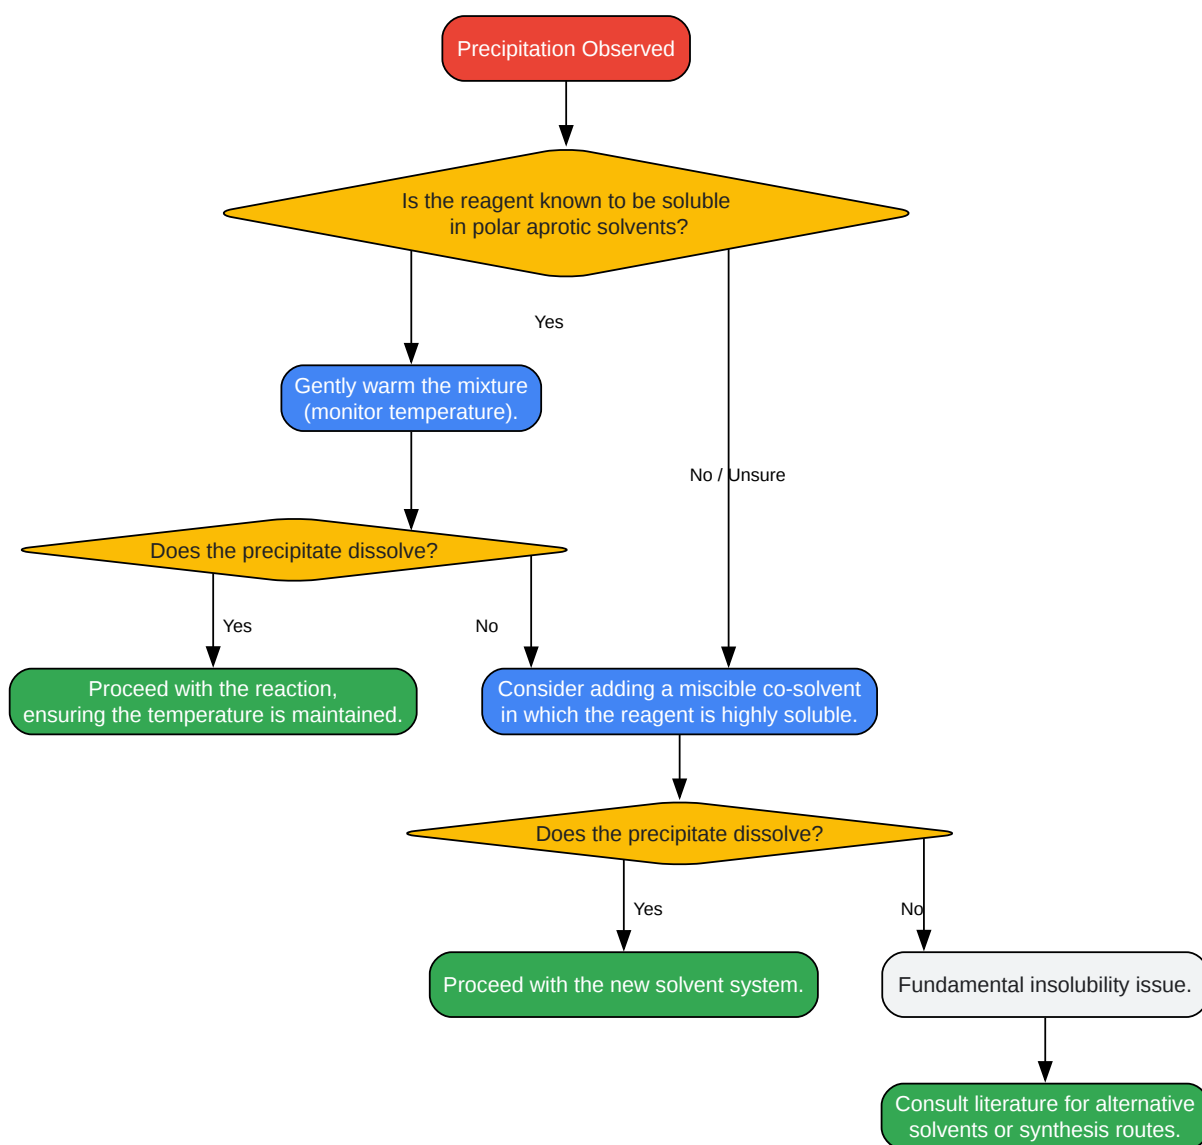 Precipitation Observed
Is the reagent known to be soluble
in polar aprotic solvents?
Yes
Gently warm the mixture
(monitor temperature).
No / Unsure
Does the precipitate dissolve?
Yes
No
Proceed with the reaction,
ensuring the temperature is maintained.
Consider adding a miscible co-solvent
in which the reagent is highly soluble.
Does the precipitate dissolve?
Yes
No
Proceed with the new solvent system.
Fundamental insolubility issue.
Consult literature for alternative
solvents or synthesis routes.